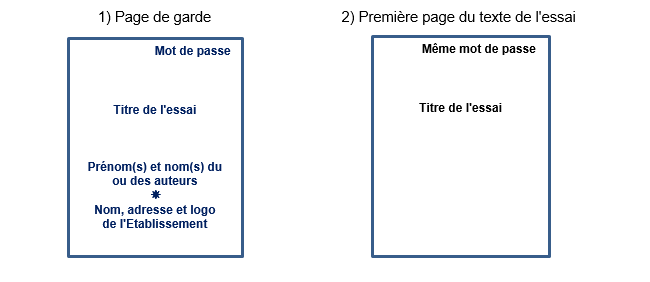 1) Page de garde
Mot de passe
Titre de l'essai
Prénom(s) et nom(s) du
ou des auteurs
✸
Nom, adresse et logo
de l'Etablissement
2) Première page du texte de l'essai
Même mot de passe
Titre de l'essai